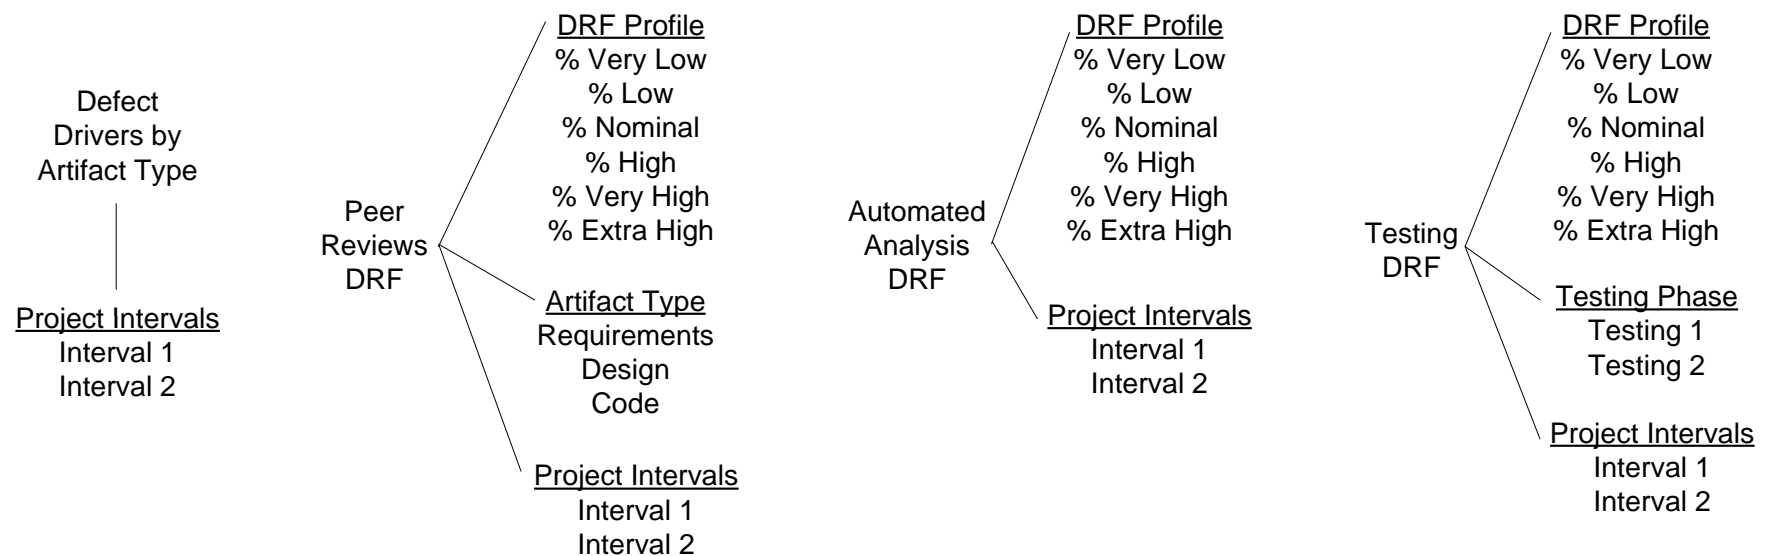 Defect
Drivers by
Artifact Type
Project Intervals
Interval 1
Interval 2
Peer
Reviews
DRF
DRF Profile
% Very Low
% Low
% Nominal
% High
% Very High
% Extra High
Artifact Type
Requirements
Design
Code
Project Intervals
Interval 1
Interval 2
Automated
Analysis
DRF
DRF Profile
% Very Low
% Low
% Nominal
% High
% Very High
% Extra High
Project Intervals
Interval 1
Interval 2
Testing
DRF
DRF Profile
% Very Low
% Low
% Nominal
% High
% Very High
% Extra High
Testing Phase
Testing 1
Testing 2
Project Intervals
Interval 1
Interval 2